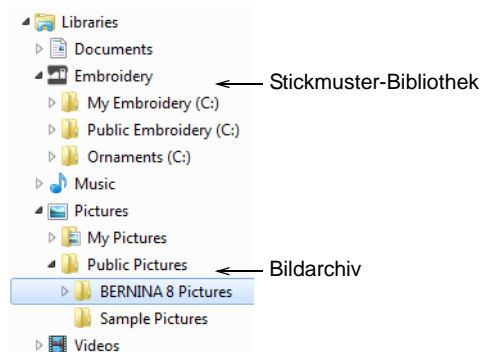 Libraries
Documents
Embroidery
Stickmuster-Bibliothek
My Embroidery (C:)
Public Embroidery (C:)
Ornaments (C:)
Music
Pictures
My Pictures
Public Pictures
Bildarchiv
BERNINA 8 Pictures
Sample Pictures
Videos